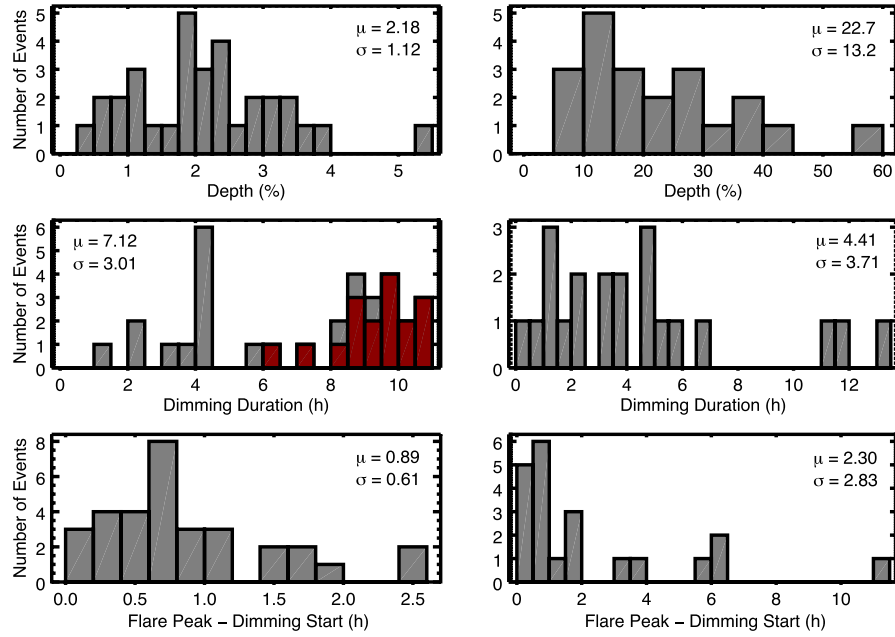 μ = 2.18
σ = 1.12
Number of Events
5
4
3
2
1
0
0 1 2 3 4 5
Depth (%)
μ = 22.7
σ = 13.2
5
4
3
2
1
0
0 10 20 30 40 50 60
Depth (%)
μ = 7.12
σ = 3.01
Number of Events
6
5
4
3
2
1
0
0 2 4 6 8 10
Dimming Duration (h)
μ = 4.41
σ = 3.71
3
2
1
0
0 2 4 6 8 10 12
Dimming Duration (h)
μ = 0.89
σ = 0.61
Number of Events
8
6
4
2
0
0.0 0.5 1.0 1.5 2.0 2.5
Flare Peak – Dimming Start (h)
μ = 2.30
σ = 2.83
6
5
4
3
2
1
0
0 2 4 6 8 10
Flare Peak – Dimming Start (h)